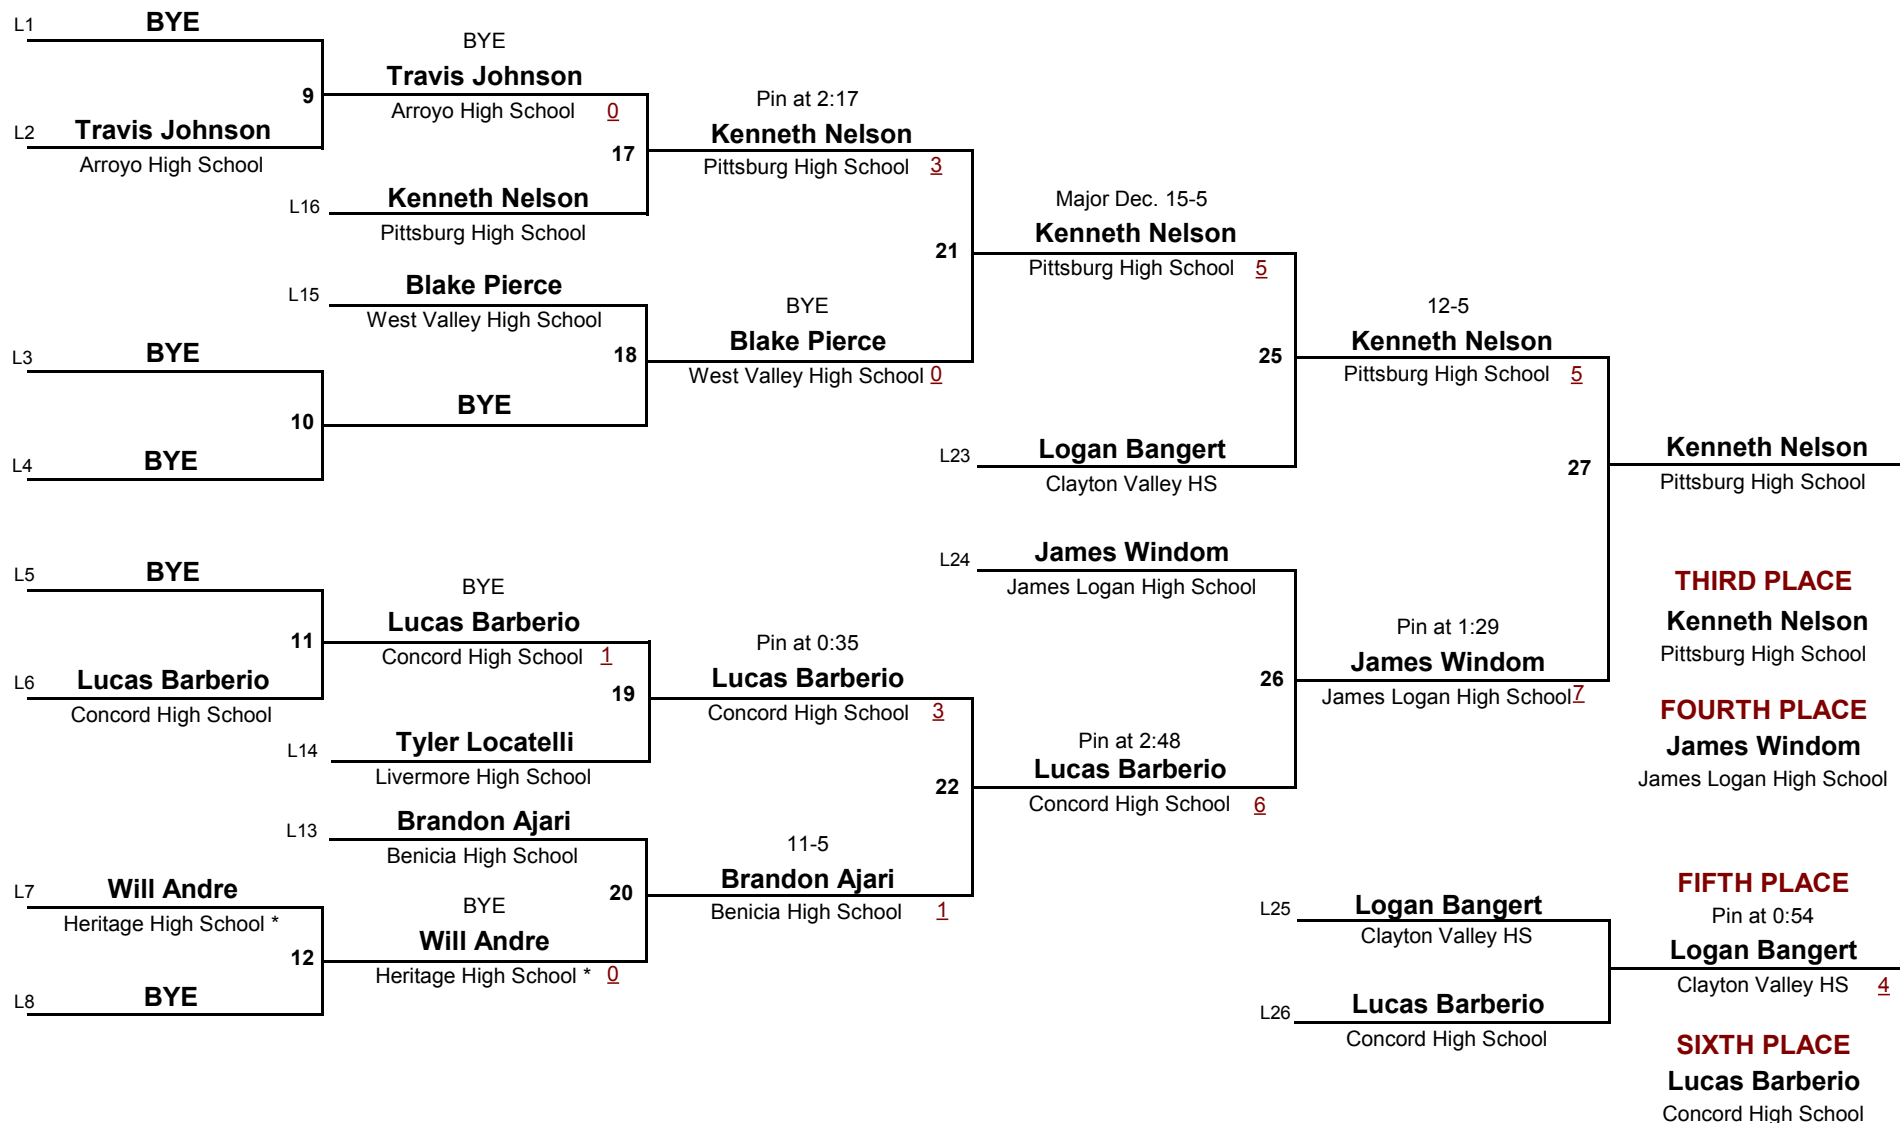 L1 BYE
9
L2 Travis Johnson
Arroyo High School
BYE
Travis Johnson
Arroyo High School 0
17
L16 Kenneth Nelson
Pittsburg High School
Pin at 2:17
Kenneth Nelson
Pittsburg High School 3
21
L15 Blake Pierce
West Valley High School
18
L3 BYE
10
L4 BYE
BYE
BYE
Blake Pierce
West Valley High School 0
Major Dec. 15-5
Kenneth Nelson
Pittsburg High School 5
25
L23 Logan Bangert
Clayton Valley HS
12-5
Kenneth Nelson
Pittsburg High School 5
27
Kenneth Nelson
Pittsburg High School
L5 BYE
11
L6 Lucas Barberio
Concord High School
BYE
Lucas Barberio
Concord High School 1
19
L14 Tyler Locatelli
Livermore High School
Pin at 0:35
Lucas Barberio
Concord High School 3
22
L13 Brandon Ajari
Benicia High School
20
L7 Will Andre
Heritage High School *
12
L8 BYE
BYE
Will Andre
Heritage High School * 0
11-5
Brandon Ajari
Benicia High School 1
L24 James Windom
James Logan High School
26
Pin at 2:48
Lucas Barberio
Concord High School 6
Pin at 1:29
James Windom
James Logan High School 7
THIRD PLACE
Kenneth Nelson
Pittsburg High School
FOURTH PLACE
James Windom
James Logan High School
L25 Logan Bangert
Clayton Valley HS
L26 Lucas Barberio
Concord High School
FIFTH PLACE
Pin at 0:54
Logan Bangert
Clayton Valley HS 4
SIXTH PLACE
Lucas Barberio
Concord High School